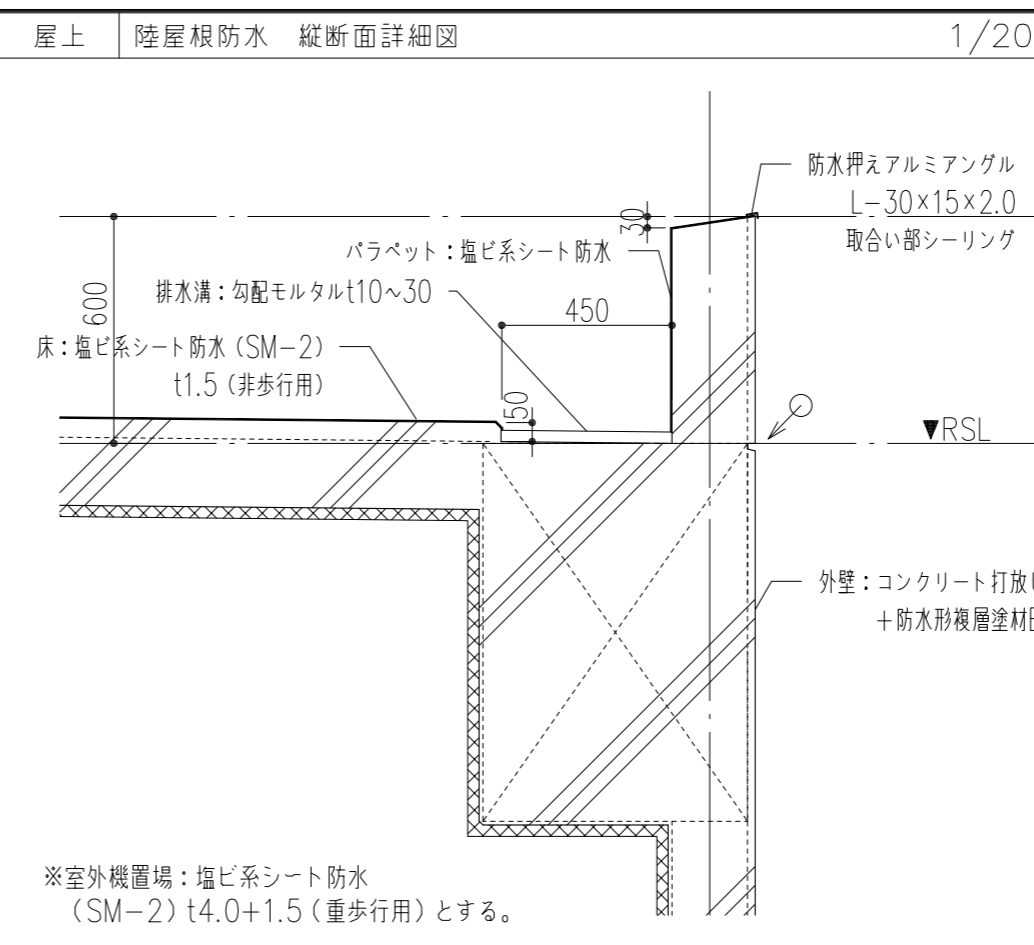 屋上 陸屋根防水 縦断面詳細図 1/20
防水押えアルミアングル
L-30×15×2.0
取合い部シーリング
30
パラペット：塩ビ系シート防水
排水溝：勾配モルタルt10~30
600
450
床：塩ビ系シート防水（SM-2）
t1.5（非歩行用）
50
▼RSL
外壁：コンクリート打放
＋防水形複層塗材
※室外機置場：塩ビ系シート防水
（SM-2）t4.0+1.5（重歩行用）とする。